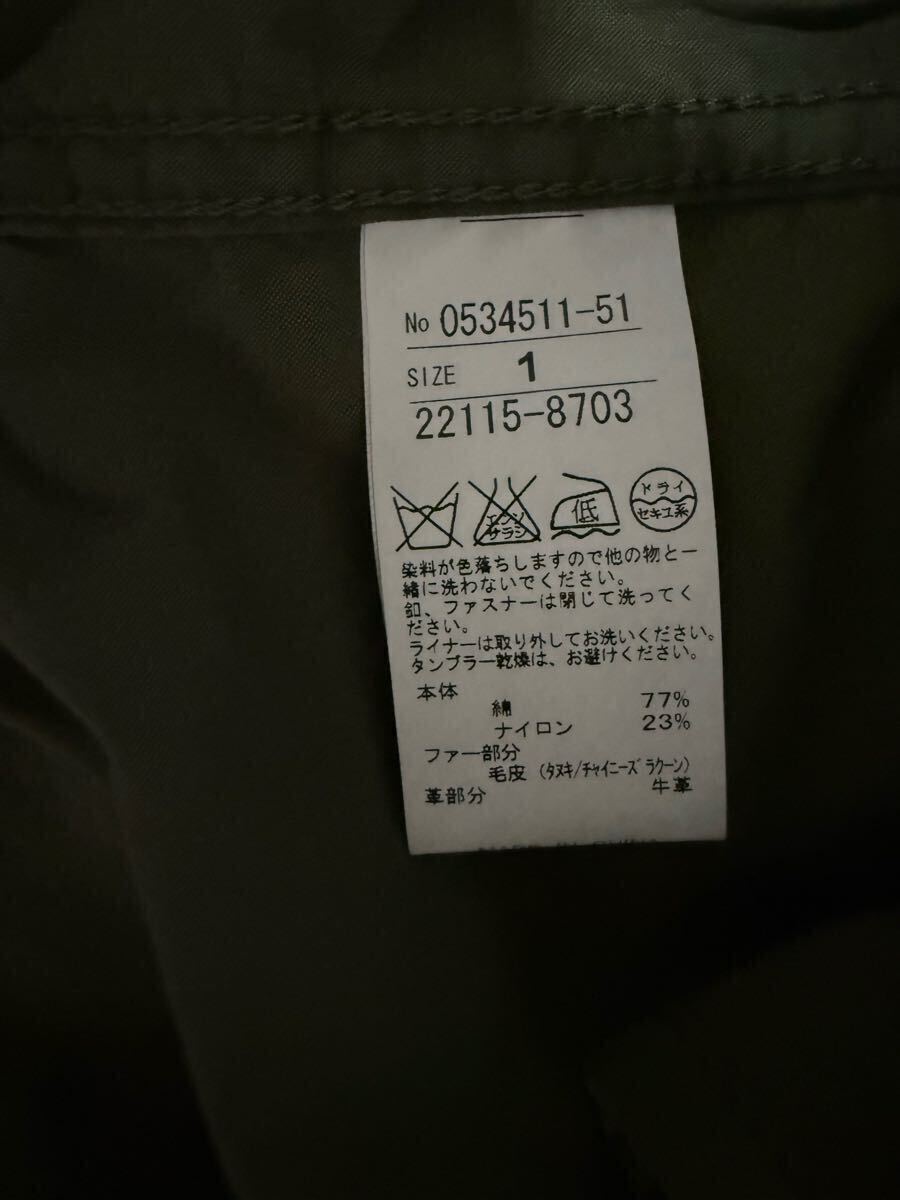 No 0534511-51
SIZE 1
22115-8703
エンソ
サラシ
低
ドライ
セキユ系
染料が色落ちしますので他の物と一
緒に洗わないでください。
釦、ファスナーは閉じて洗ってく
ださい。
ライナーは取り外してお洗いください。
タンブラー乾燥は、お避けください。
本体
綿 77%
ナイロン 23%
ファー部分
毛皮 (タヌキ/チャイニーズラクーン)
革部分 牛革